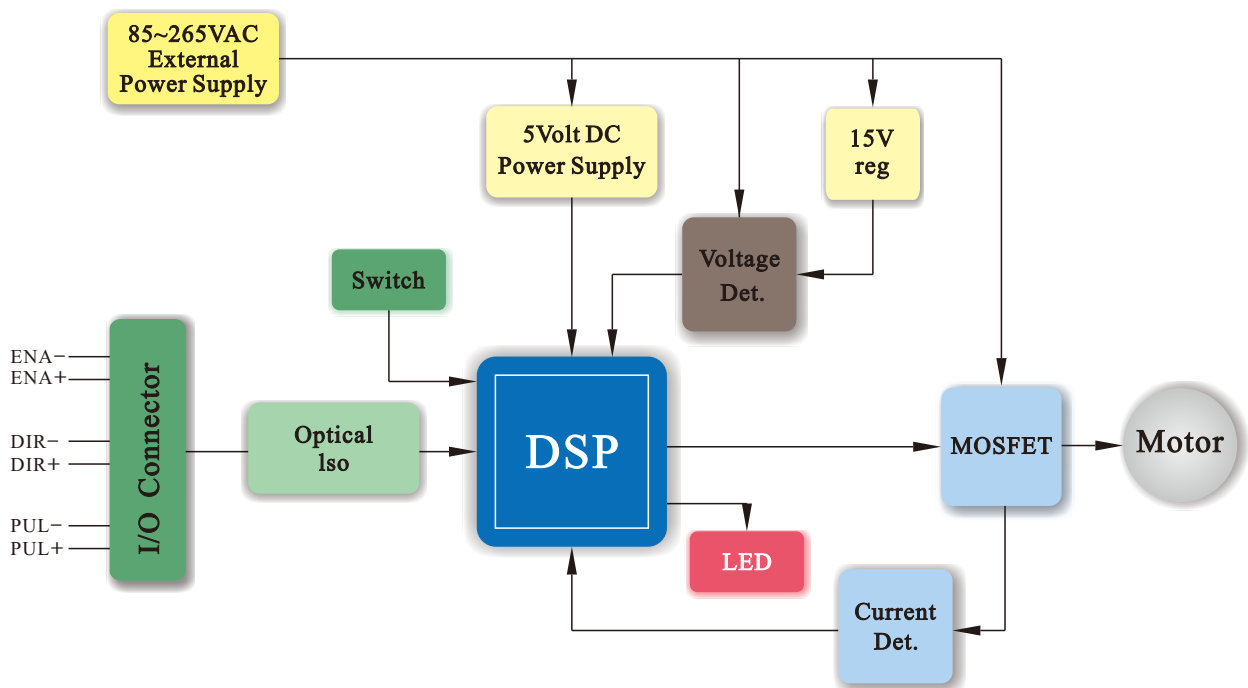 85~265VAC
External
Power Supply
5Volt DC
Power Supply
15V
reg
Voltage
Det.
Switch
ENA−
ENA+
DIR−
DIR+
PUL−
PUL+
I/O Connector
Optical
lso
DSP
MOSFET
Motor
LED
Current
Det.